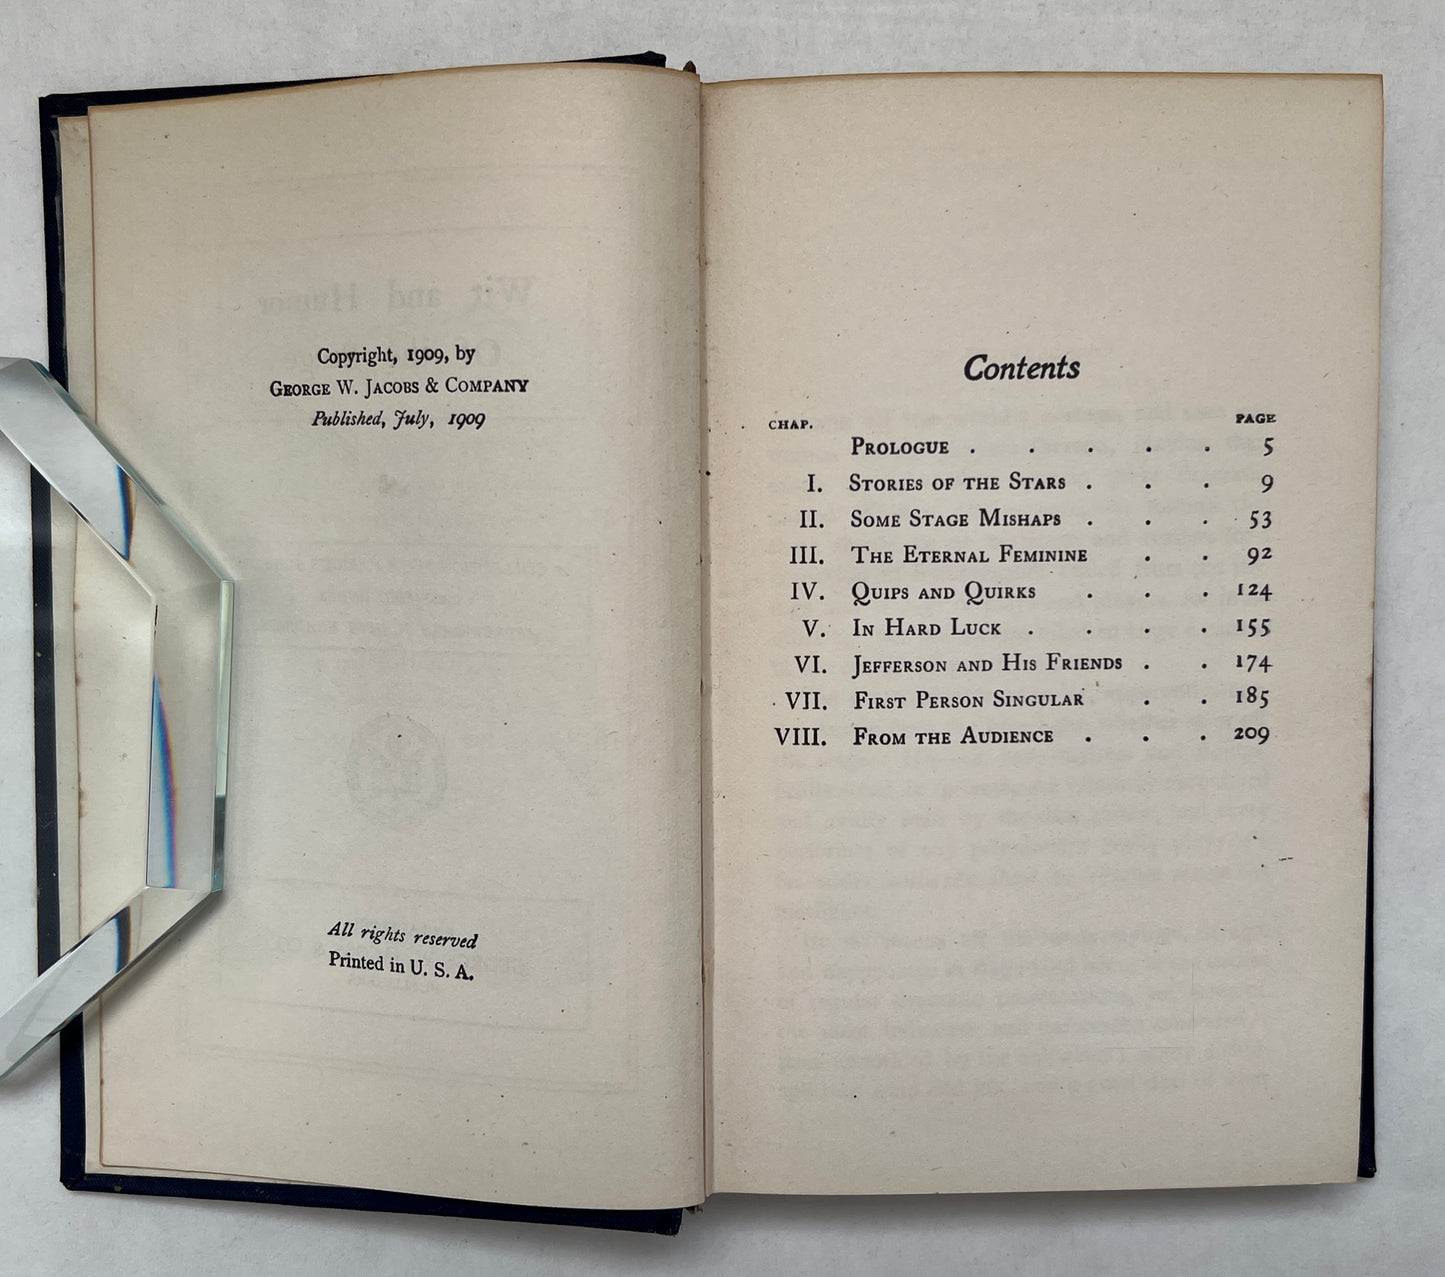 Copyright, 1909, by
George W. Jacobs & Company
Published, July, 1909
All rights reserved
Printed in U. S. A.
Contents
CHAP. PAGE
Prologue . . . . . 5
I. Stories of the Stars . . . 9
II. Some Stage Mishaps . . . 53
III. The Eternal Feminine . . 92
IV. Quips and Quirks . . . 124
V. In Hard Luck . . . . 155
VI. Jefferson and His Friends . . 174
VII. First Person Singular . . 185
VIII. From the Audience . . . 209